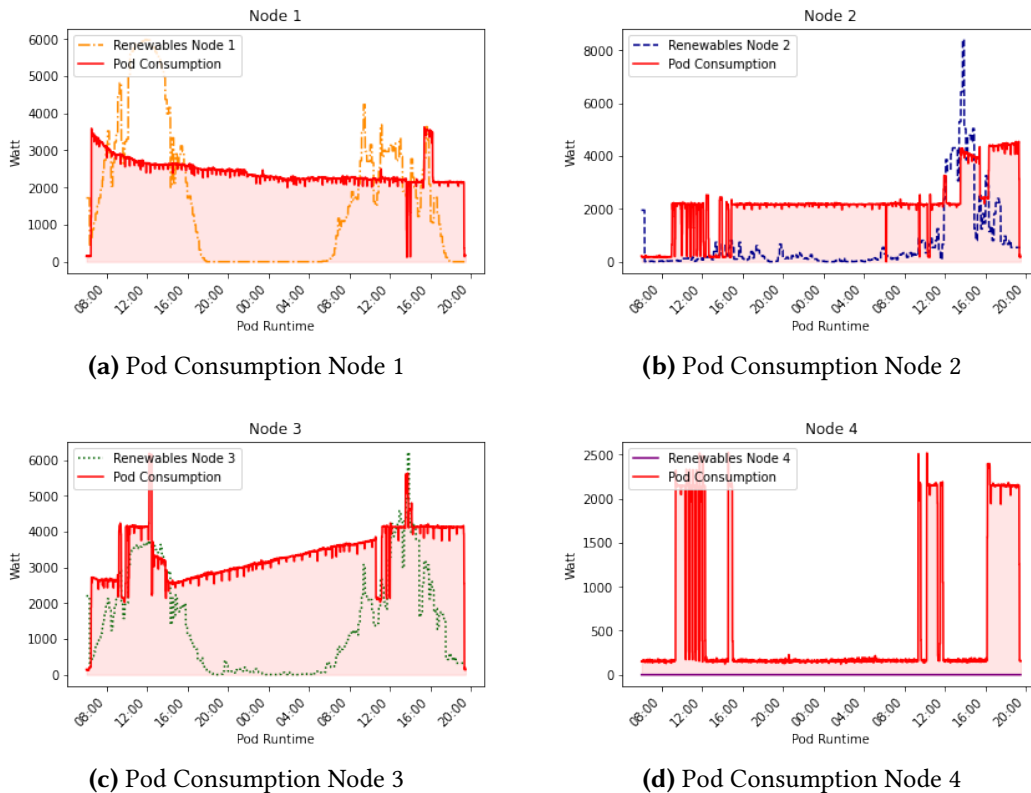 Node 1
Renewables Node 1
Pod Consumption
6000
5000
4000
3000
2000
1000
0
Watt
08:00
12:00
16:00
20:00
00:00
04:00
08:00
12:00
16:00
20:00
Pod Runtime
(a) Pod Consumption Node 1
Node 2
Renewables Node 2
Pod Consumption
8000
6000
4000
2000
0
Watt
08:00
12:00
16:00
20:00
00:00
04:00
08:00
12:00
16:00
20:00
Pod Runtime
(b) Pod Consumption Node 2
Node 3
Renewables Node 3
Pod Consumption
6000
5000
4000
3000
2000
1000
0
Watt
08:00
12:00
16:00
20:00
00:00
04:00
08:00
12:00
16:00
20:00
Pod Runtime
(c) Pod Consumption Node 3
Node 4
Renewables Node 4
Pod Consumption
2500
2000
1500
1000
500
0
Watt
08:00
12:00
16:00
20:00
00:00
04:00
08:00
12:00
16:00
20:00
Pod Runtime
(d) Pod Consumption Node 4